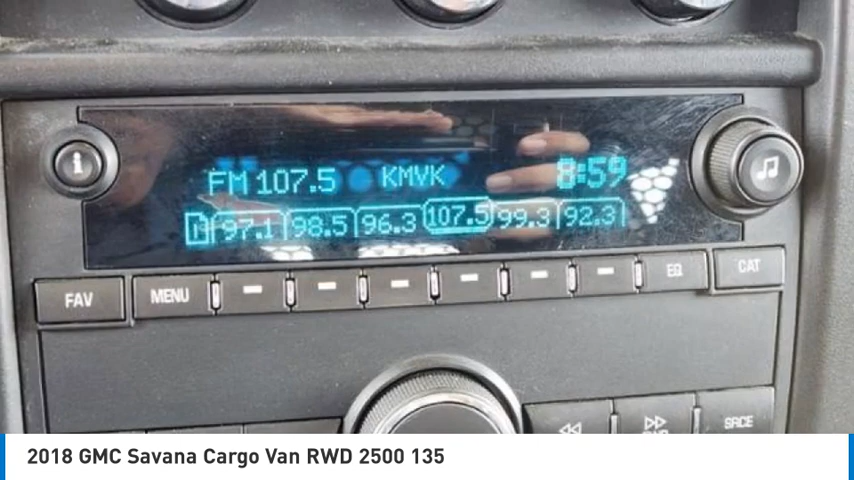 FM 107.5 KMVK 8:59
97.1 98.5 96.3 107.5 99.3 92.3
FAV MENU EQ CAT
SRCE
2018 GMC Savana Cargo Van RWD 2500 135